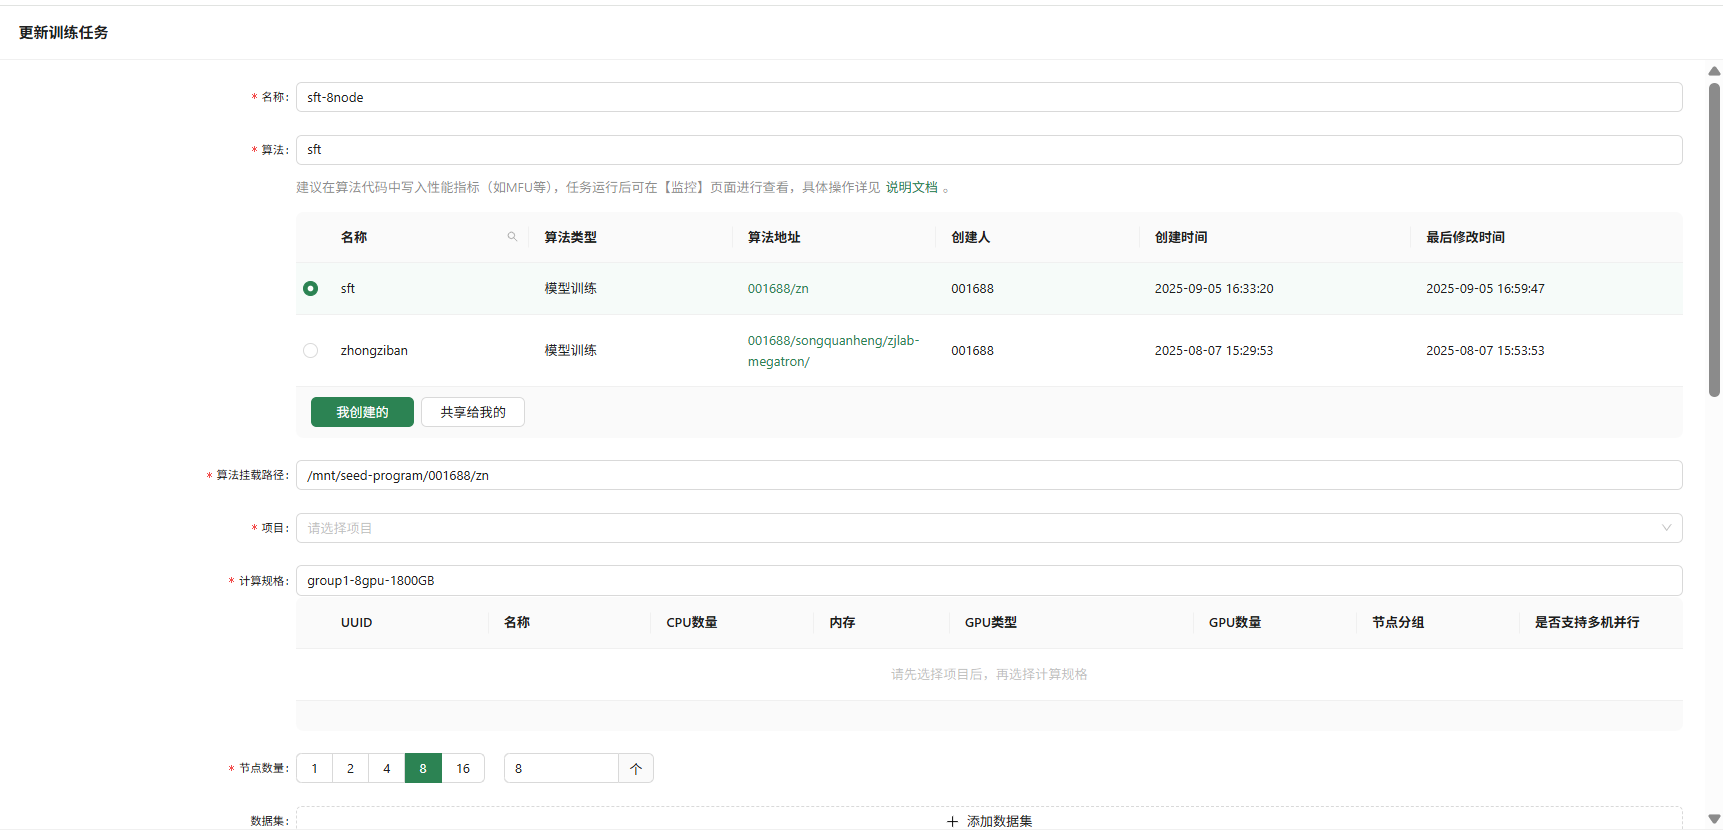 更新训练任务
* 名称: sft-8node
* 算法: sft
建议在算法代码中写入性能指标（如MFU等），任务运行后可在【监控】页面进行查看，具体操作详见 说明文档 。
名称 算法类型 算法地址 创建人 创建时间 最后修改时间
sft 模型训练 001688/zn 001688 2025-09-05 16:33:20 2025-09-05 16:59:47
zhongziban 模型训练 001688/songquanheng/zjlab-megatron/ 001688 2025-08-07 15:29:53 2025-08-07 15:53:53
我创建的 共享给我的
* 算法挂载路径: /mnt/seed-program/001688/zn
* 项目: 请选择项目
* 计算规格: group1-8gpu-1800GB
UUID 名称 CPU数量 内存 GPU类型 GPU数量 节点分组 是否支持多机并行
请先选择项目后，再选择计算规格
* 节点数量: 1 2 4 8 16 8 个
数据集: + 添加数据集